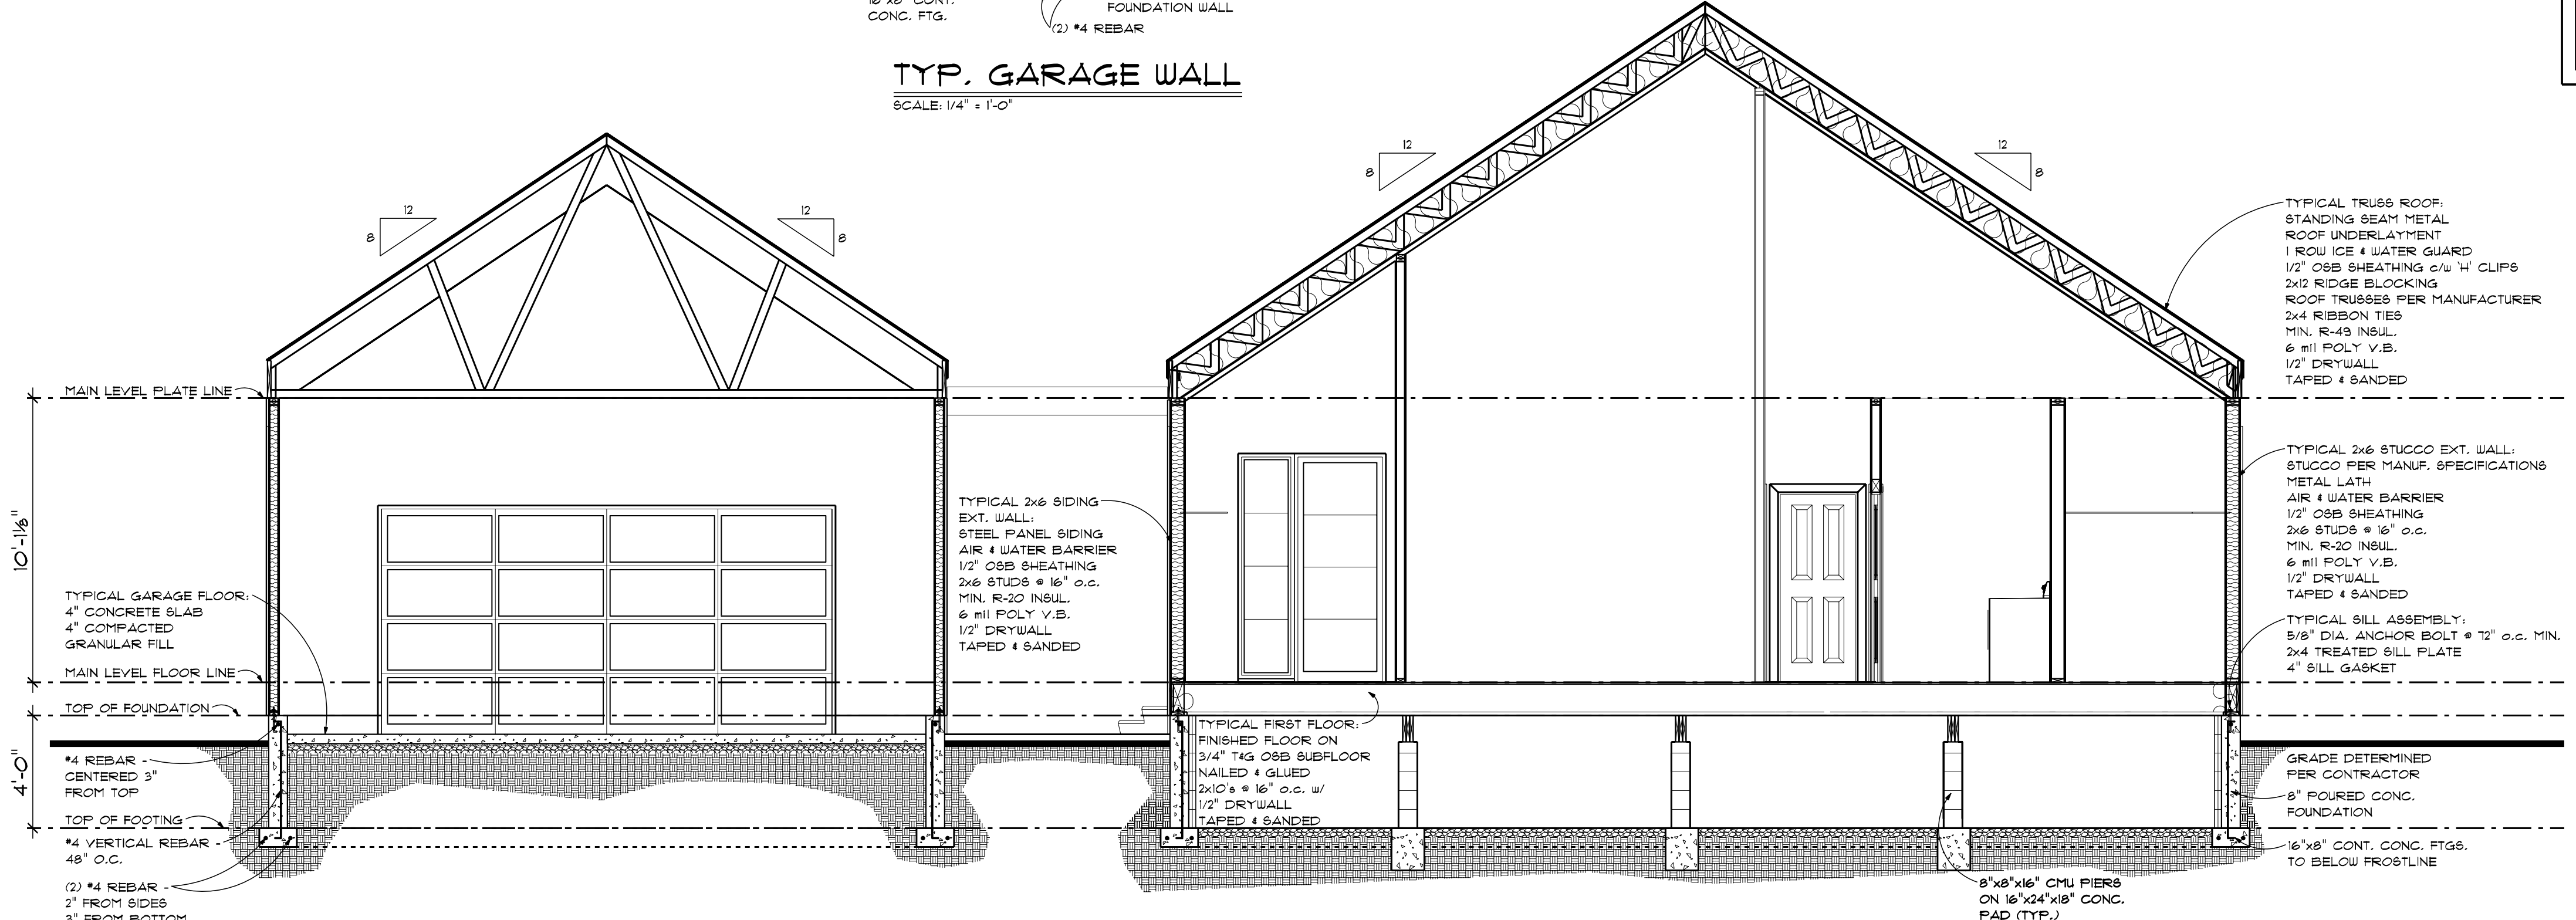 16"x8" CONT.
CONC. FTG.
FOUNDATION WALL
(2) #4 REBAR
TYP. GARAGE WALL
SCALE: 1/4" = 1'-0"
12
8
12
8
12
8
12
8
TYPICAL TRUSS ROOF:
STANDING SEAM METAL
ROOF UNDERLAYMENT
1 ROW ICE & WATER GUARD
1/2" OSB SHEATHING c/w 'H' CLIPS
2x12 RIDGE BLOCKING
ROOF TRUSSES PER MANUFACTURER
2x4 RIBBON TIES
MIN. R-49 INSUL.
6 mil POLY V.B.
1/2" DRYWALL
TAPED & SANDED
MAIN LEVEL PLATE LINE
10'-1 1/8"
TYPICAL 2x6 SIDING
EXT. WALL:
STEEL PANEL SIDING
AIR & WATER BARRIER
1/2" OSB SHEATHING
2x6 STUDS @ 16" o.c.
MIN. R-20 INSUL.
6 mil POLY V.B.
1/2" DRYWALL
TAPED & SANDED
TYPICAL 2x6 STUCCO EXT. WALL:
STUCCO PER MANUF. SPECIFICATIONS
METAL LATH
AIR & WATER BARRIER
1/2" OSB SHEATHING
2x6 STUDS @ 16" o.c.
MIN. R-20 INSUL.
6 mil POLY V.B.
1/2" DRYWALL
TAPED & SANDED
TYPICAL GARAGE FLOOR:
4" CONCRETE SLAB
4" COMPACTED
GRANULAR FILL
TYPICAL SILL ASSEMBLY:
5/8" DIA. ANCHOR BOLT @ 72" o.c. MIN.
2x4 TREATED SILL PLATE
4" SILL GASKET
MAIN LEVEL FLOOR LINE
TOP OF FOUNDATION
4'-0"
TYPICAL FIRST FLOOR:
FINISHED FLOOR ON
3/4" T&G OSB SUBFLOOR
NAILED & GLUED
2x10's @ 16" o.c. w/
1/2" DRYWALL
TAPED & SANDED
#4 REBAR -
CENTERED 3"
FROM TOP
GRADE DETERMINED
PER CONTRACTOR
8" POURED CONC.
FOUNDATION
TOP OF FOOTING
#4 VERTICAL REBAR -
48" O.C.
16"x8" CONT. CONC. FTGS.
TO BELOW FROSTLINE
(2) #4 REBAR -
2" FROM SIDES
3" FROM BOTTOM
8"x8"x16" CMU PIERS
ON 16"x24"x18" CONC.
PAD (TYP.)